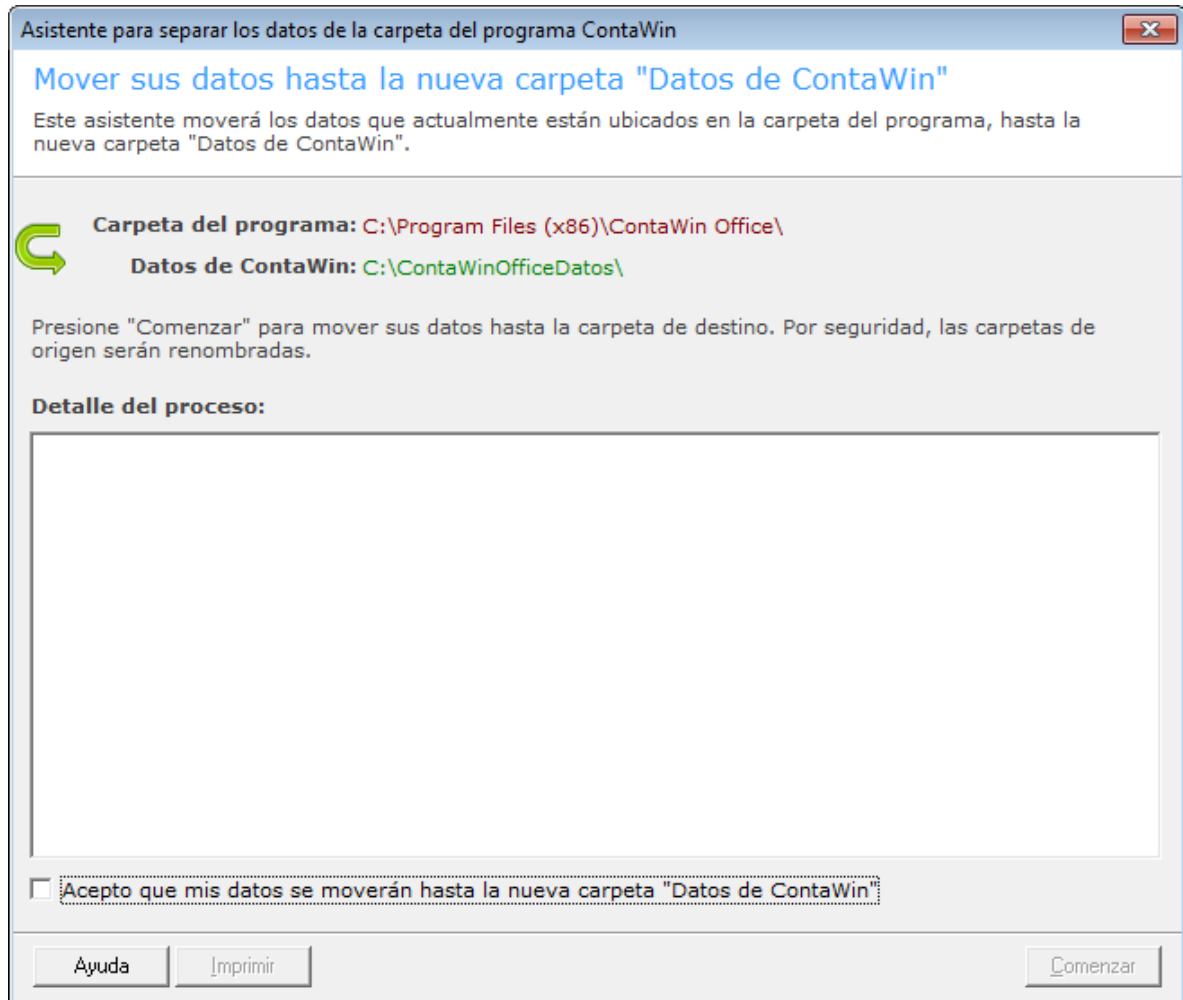 Asistente para separar los datos de la carpeta del programa ContaWin
Mover sus datos hasta la nueva carpeta "Datos de ContaWin"
Este asistente moverá los datos que actualmente están ubicados en la carpeta del programa, hasta la
nueva carpeta "Datos de ContaWin".
Carpeta del programa: C:\Program Files (x86)\ContaWin Office\
Datos de ContaWin: C:\ContaWinOfficeDatos\
Presione "Comenzar" para mover sus datos hasta la carpeta de destino. Por seguridad, las carpetas de
origen serán renombradas.
Detalle del proceso:
Acepto que mis datos se moverán hasta la nueva carpeta "Datos de ContaWin"
Ayuda Imprimir Comenzar